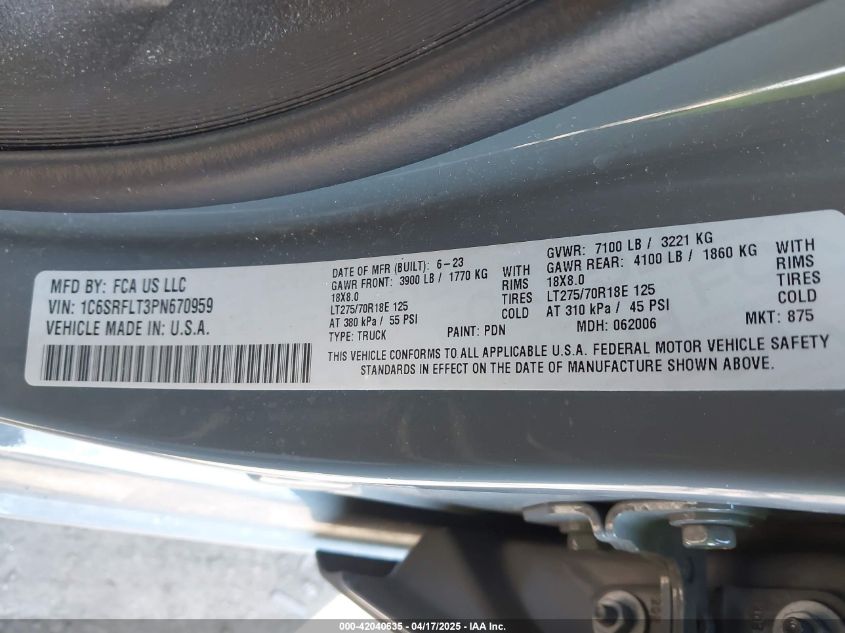 MFD BY: FCA US LLC
VIN: 1C6SRFLT3PN670959
VEHICLE MADE IN: U.S.A.
DATE OF MFR (BUILT): 6-23
GAWR FRONT: 3900 LB / 1770 KG WITH
18X8.0 RIMS
LT275/70R18E 125 TIRES
AT 380 kPa / 55 PSI COLD
TYPE: TRUCK PAINT: PDN
GVWR: 7100 LB / 3221 KG
GAWR REAR: 4100 LB / 1860 KG WITH
18X8.0 RIMS
LT275/70R18E 125 TIRES
AT 310 kPa / 45 PSI COLD
MDH: 062006 MKT: 875
THIS VEHICLE CONFORMS TO ALL APPLICABLE U.S.A. FEDERAL MOTOR VEHICLE SAFETY
STANDARDS IN EFFECT ON THE DATE OF MANUFACTURE SHOWN ABOVE.
000-42040635 - 04/17/2025 - IAA Inc.